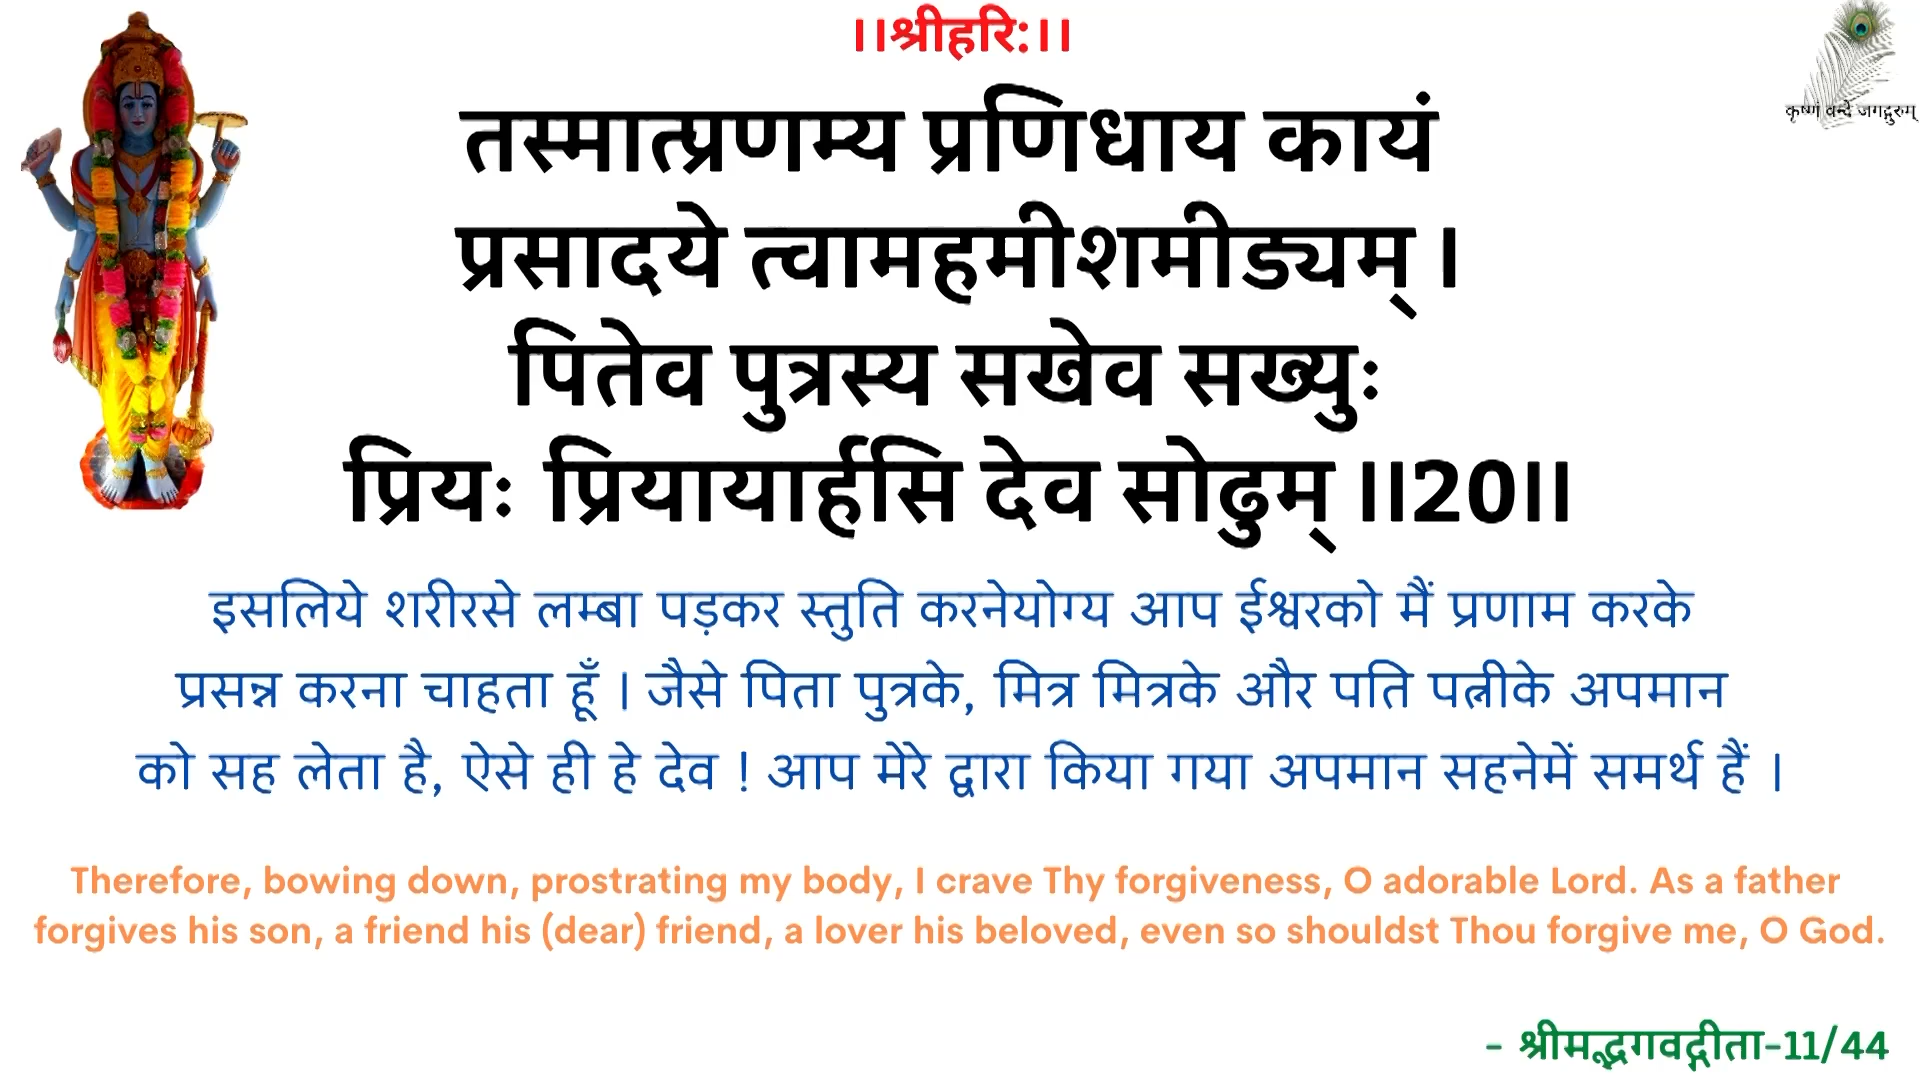 ।।श्रीहरि:।।
कृष्णं वन्दे जगद्गुरुम्
तस्मात्प्रणम्य प्रणिधाय कायं
प्रसादये त्वामहमीशमीड्यम् ।
पितेव पुत्रस्य सखेव सख्युः
प्रियः प्रियायार्हसि देव सोढुम् ॥20॥
इसलिये शरीरसे लम्बा पड़कर स्तुति करनेयोग्य आप ईश्वरको मैं प्रणाम करके
प्रसन्न करना चाहता हूँ । जैसे पिता पुत्रके, मित्र मित्रके और पति पत्नीके अपमान
को सह लेता है, ऐसे ही हे देव ! आप मेरे द्वारा किया गया अपमान सहनेमें समर्थ हैं ।
Therefore, bowing down, prostrating my body, I crave Thy forgiveness, O adorable Lord. As a father
forgives his son, a friend his (dear) friend, a lover his beloved, even so shouldst Thou forgive me, O God.
- श्रीमद्भगवद्गीता-11/44